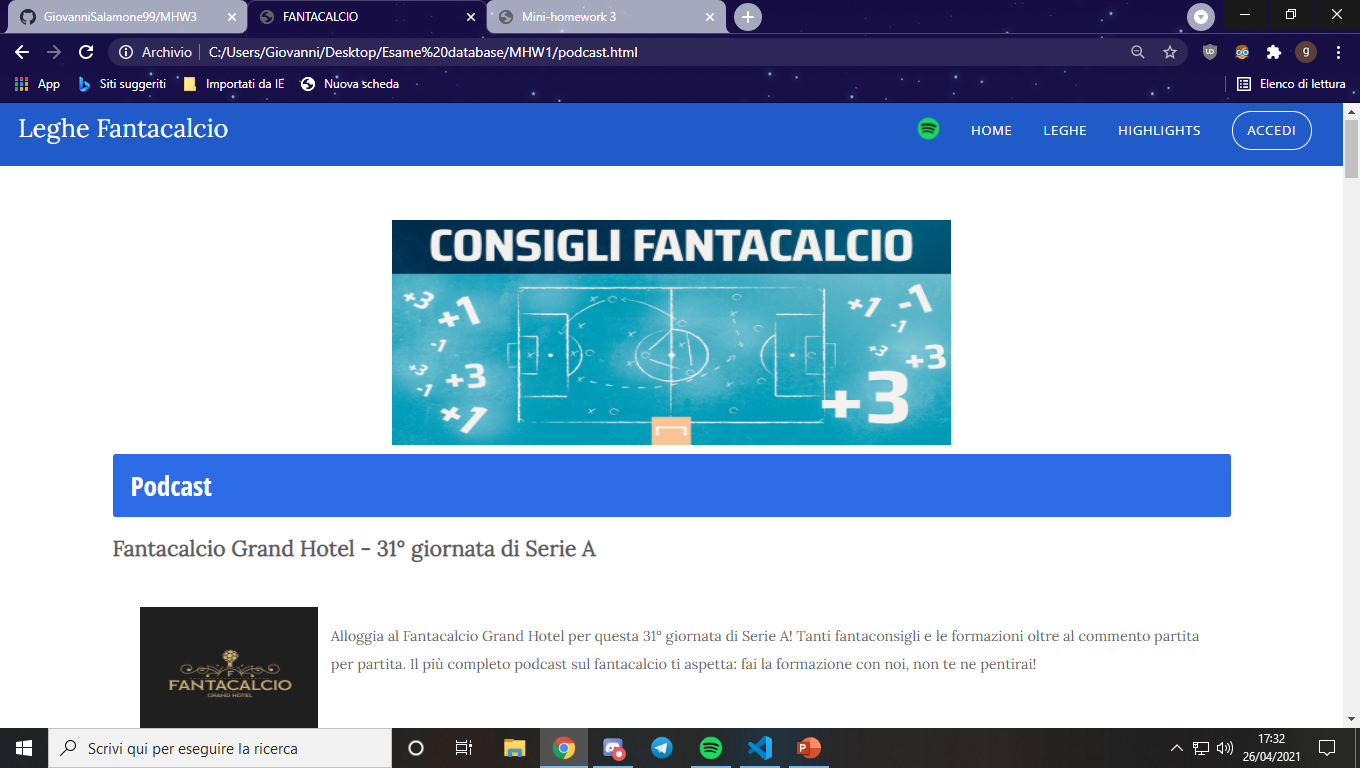 GiovanniSalamone99/MHW3
FANTACALCIO
Mini-homework 3
Archivio
C:/Users/Giovanni/Desktop/Esame%20database/MHW1/podcast.html
g
App
Siti suggeriti
Importati da IE
Nuova scheda
Elenco di lettura
Leghe Fantacalcio
HOME
LEGHE
HIGHLIGHTS
ACCEDI
CONSIGLI FANTACALCIO
+3
+1
-1
+3
-1
+3
+1
+1
-1
-1
+3
+3
+3
Podcast
Fantacalcio Grand Hotel - 31° giornata di Serie A
FANTACALCIO
GRAND HOTEL
Alloggia al Fantacalcio Grand Hotel per questa 31° giornata di Serie A! Tanti fantaconsigli e le formazioni oltre al commento partita
per partita. Il più completo podcast sul fantacalcio ti aspetta: fai la formazione con noi, non te ne pentirai!
Scrivi qui per eseguire la ricerca
17:32
26/04/2021